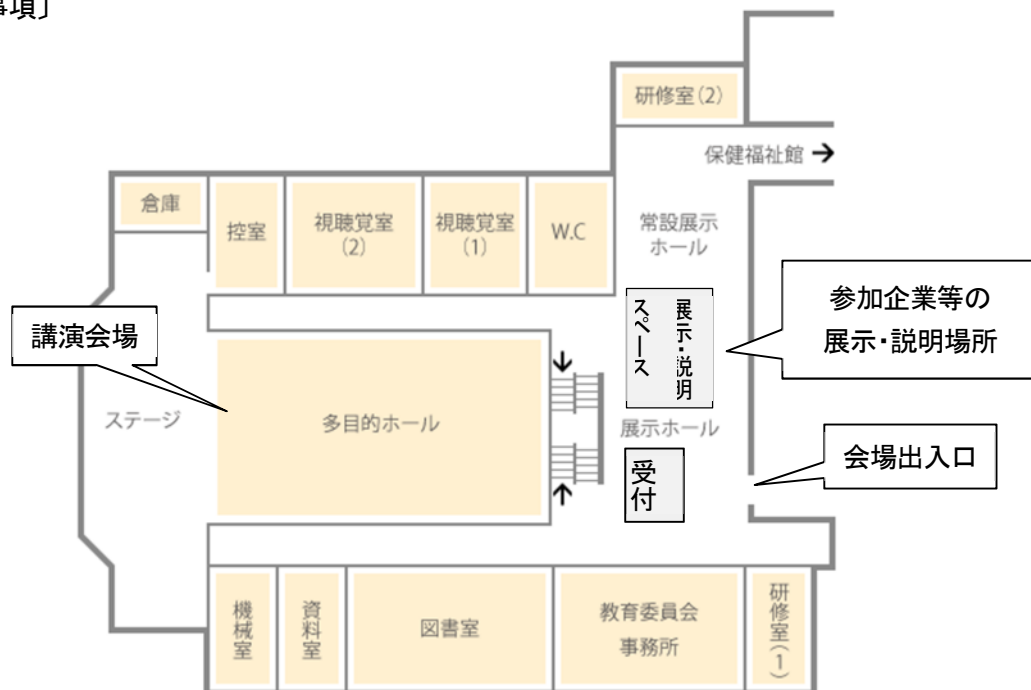 事項〕
研修室(2)
保健福祉館 →
倉庫
控室
視聴覚室
(2)
視聴覚室
(1)
W.C
常設展示
ホール
展示・説明
スペース
参加企業等の
展示・説明場所
講演会場
ステージ
多目的ホール
展示ホール
受付
会場出入口
機械室
資料室
図書室
教育委員会
事務所
研修室(1)